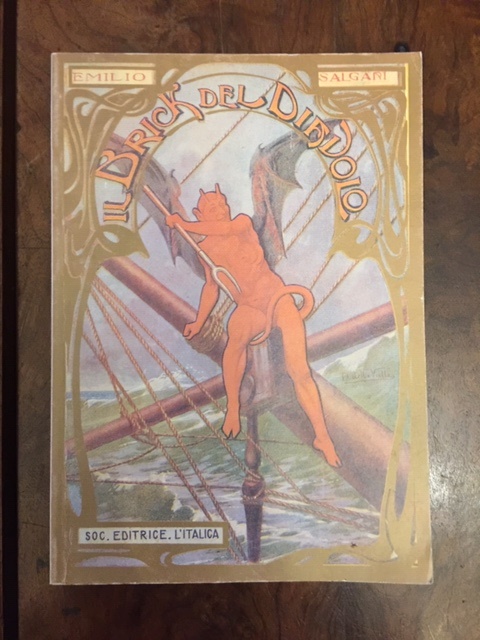 EMILIO
SALGARI
IL BRICK DEL DIAVOLO
SOC. EDITRICE. L'ITALICA